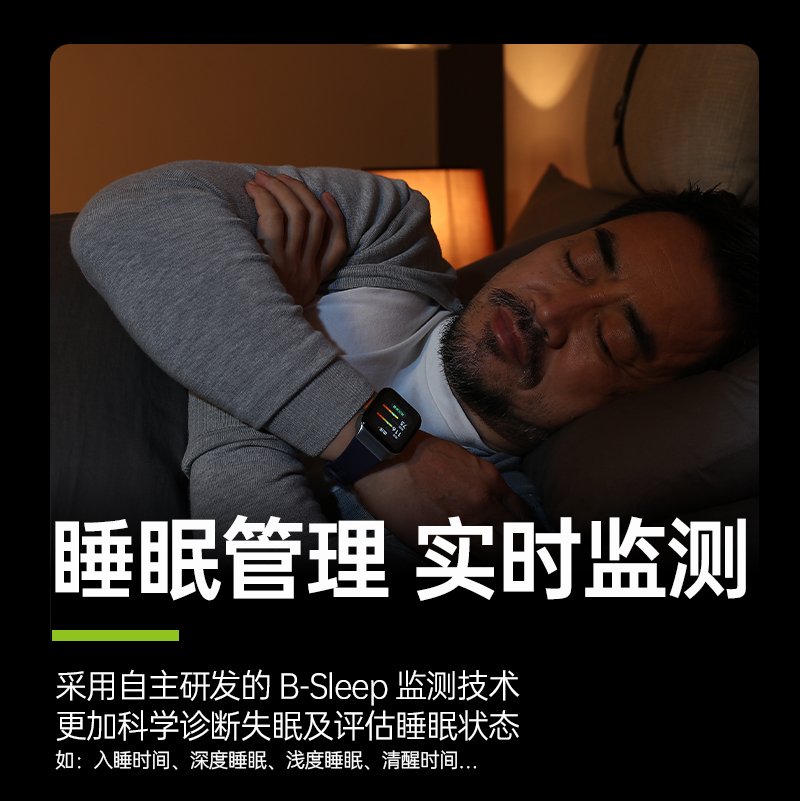 睡眠管理 实时监测
采用自主研发的 B-Sleep 监测技术
更加科学诊断失眠及评估睡眠状态
如：入睡时间、深度睡眠、浅度睡眠、清醒时间...